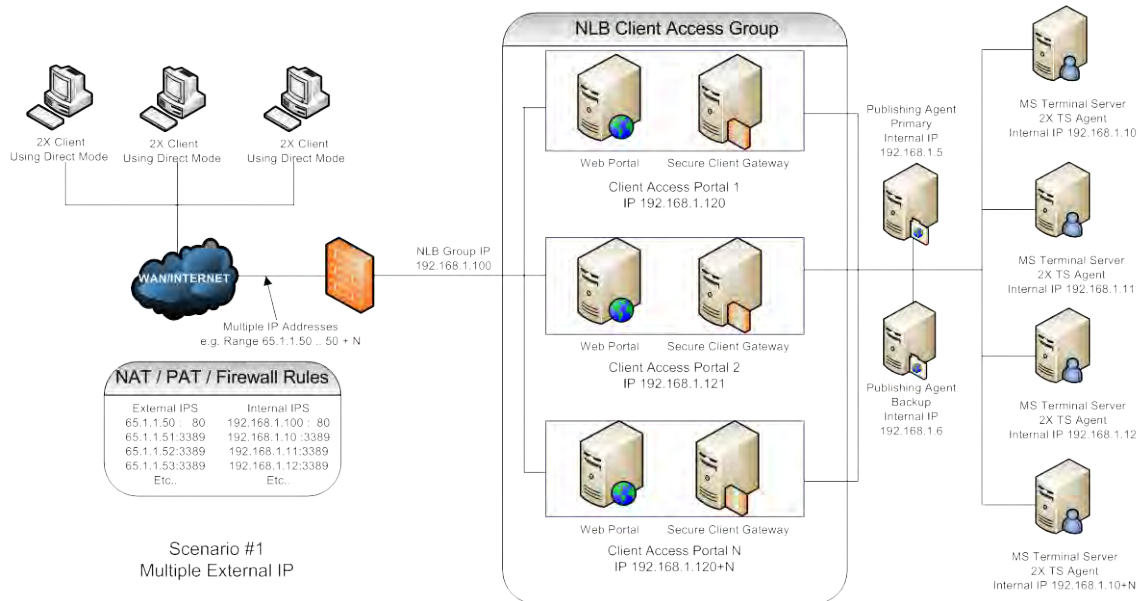 NLB Client Access Group
2X Client
Using Direct Mode
2X Client
Using Direct Mode
2X Client
Using Direct Mode
WAN/INTERNET
Multiple IP Addresses
e.g. Range 65.1.1.50 .. 50 + N
NLB Group IP
192.168.1.100
NAT / PAT / Firewall Rules
External IPS
Internal IPS
65.1.1.50 : 80
192.168.1.100 : 80
65.1.1.51:3389
192.168.1.10 :3389
65.1.1.52:3389
192.168.1.11:3389
65.1.1.53:3389
192.168.1.12:3389
Etc..
Etc..
Scenario #1
Multiple External IP
Web Portal
Secure Client Gateway
Client Access Portal 1
IP 192.168.1.120
Web Portal
Secure Client Gateway
Client Access Portal 2
IP 192.168.1.121
Web Portal
Secure Client Gateway
Client Access Portal N
IP 192.168.1.120+N
Publishing Agent
Primary
Internal IP
192.168.1.5
Publishing Agent
Backup
Internal IP
192.168.1.6
MS Terminal Server
2X TS Agent
Internal IP 192.168.1.10
MS Terminal Server
2X TS Agent
Internal IP 192.168.1.11
MS Terminal Server
2X TS Agent
Internal IP 192.168.1.12
MS Terminal Server
2X TS Agent
Internal IP 192.168.1.10+N